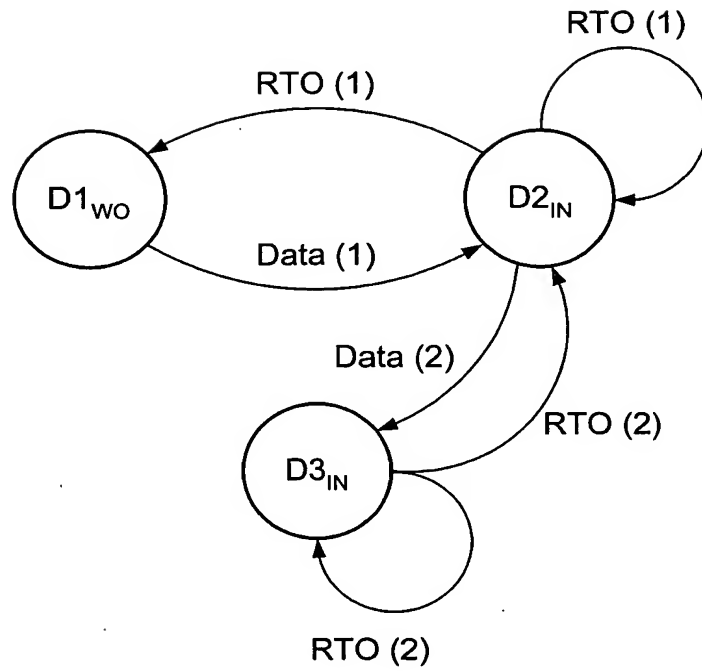 RTO (1)
RTO (1)
D1WO
D2IN
Data (1)
Data (2)
RTO (2)
D3IN
RTO (2)